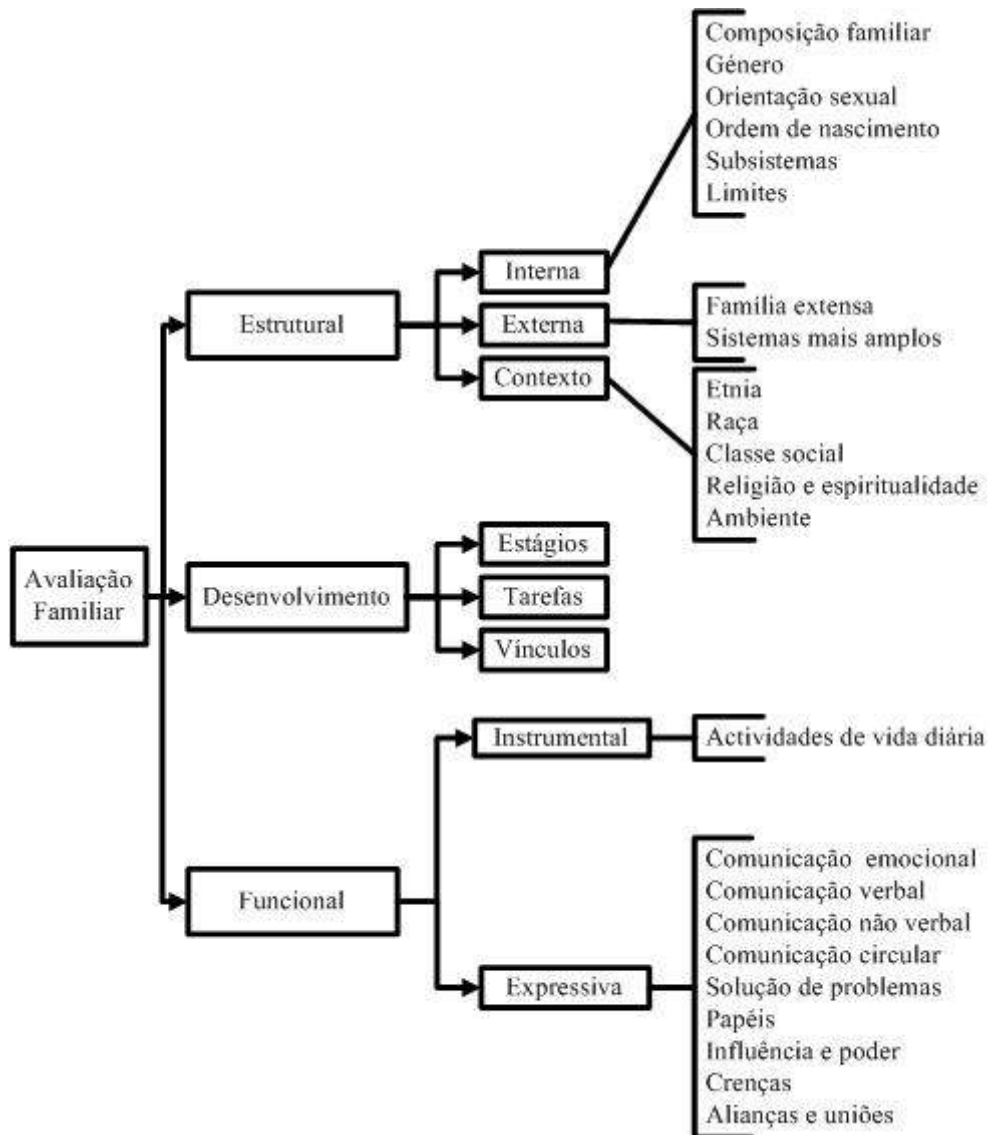 Composição familiar
Género
Orientação sexual
Ordem de nascimento
Subsistemas
Limites
Interna
Estrutural
Externa
Família extensa
Sistemas mais amplos
Contexto
Etnia
Raça
Classe social
Religião e espiritualidade
Ambiente
Avaliação
Familiar
Desenvolvimento
Estágios
Tarefas
Vínculos
Instrumental
Actividades de vida diária
Funcional
Expressiva
Comunicação emocional
Comunicação verbal
Comunicação não verbal
Comunicação circular
Solução de problemas
Papéis
Influência e poder
Crenças
Alianças e uniões